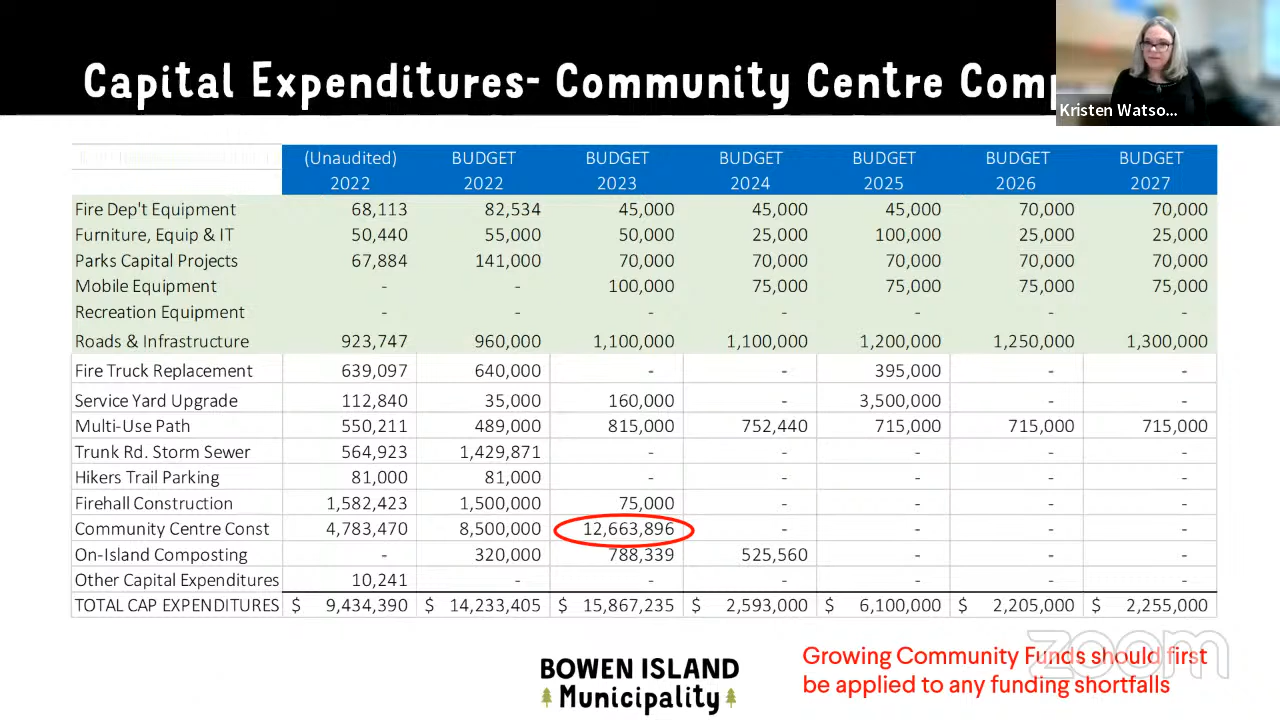 Capital Expenditures- Community Centre Comp
Kristen Watso...
(Unaudited) BUDGET BUDGET BUDGET BUDGET BUDGET BUDGET
2022 2022 2023 2024 2025 2026 2027
Fire Dep't Equipment 68,113 82,534 45,000 45,000 45,000 70,000 70,000
Furniture, Equip & IT 50,440 55,000 50,000 25,000 100,000 25,000 25,000
Parks Capital Projects 67,884 141,000 70,000 70,000 70,000 70,000 70,000
Mobile Equipment - - 100,000 75,000 75,000 75,000 75,000
Recreation Equipment - - - - - - -
Roads & Infrastructure 923,747 960,000 1,100,000 1,100,000 1,200,000 1,250,000 1,300,000
Fire Truck Replacement 639,097 640,000 - - 395,000 - -
Service Yard Upgrade 112,840 35,000 160,000 - 3,500,000 - -
Multi-Use Path 550,211 489,000 815,000 752,440 715,000 715,000 715,000
Trunk Rd. Storm Sewer 564,923 1,429,871 - - - - -
Hikers Trail Parking 81,000 81,000 - - - - -
Firehall Construction 1,582,423 1,500,000 75,000 - - - -
Community Centre Const 4,783,470 8,500,000 12,663,896 - - - -
On-Island Composting - 320,000 788,339 525,560 - - -
Other Capital Expenditures 10,241 - - - - - -
TOTAL CAP EXPENDITURES $ 9,434,390 $ 14,233,405 $ 15,867,235 $ 2,593,000 $ 6,100,000 $ 2,205,000 $ 2,255,000
BOWEN ISLAND
Municipality
Growing Community Funds should first
be applied to any funding shortfalls
zoom